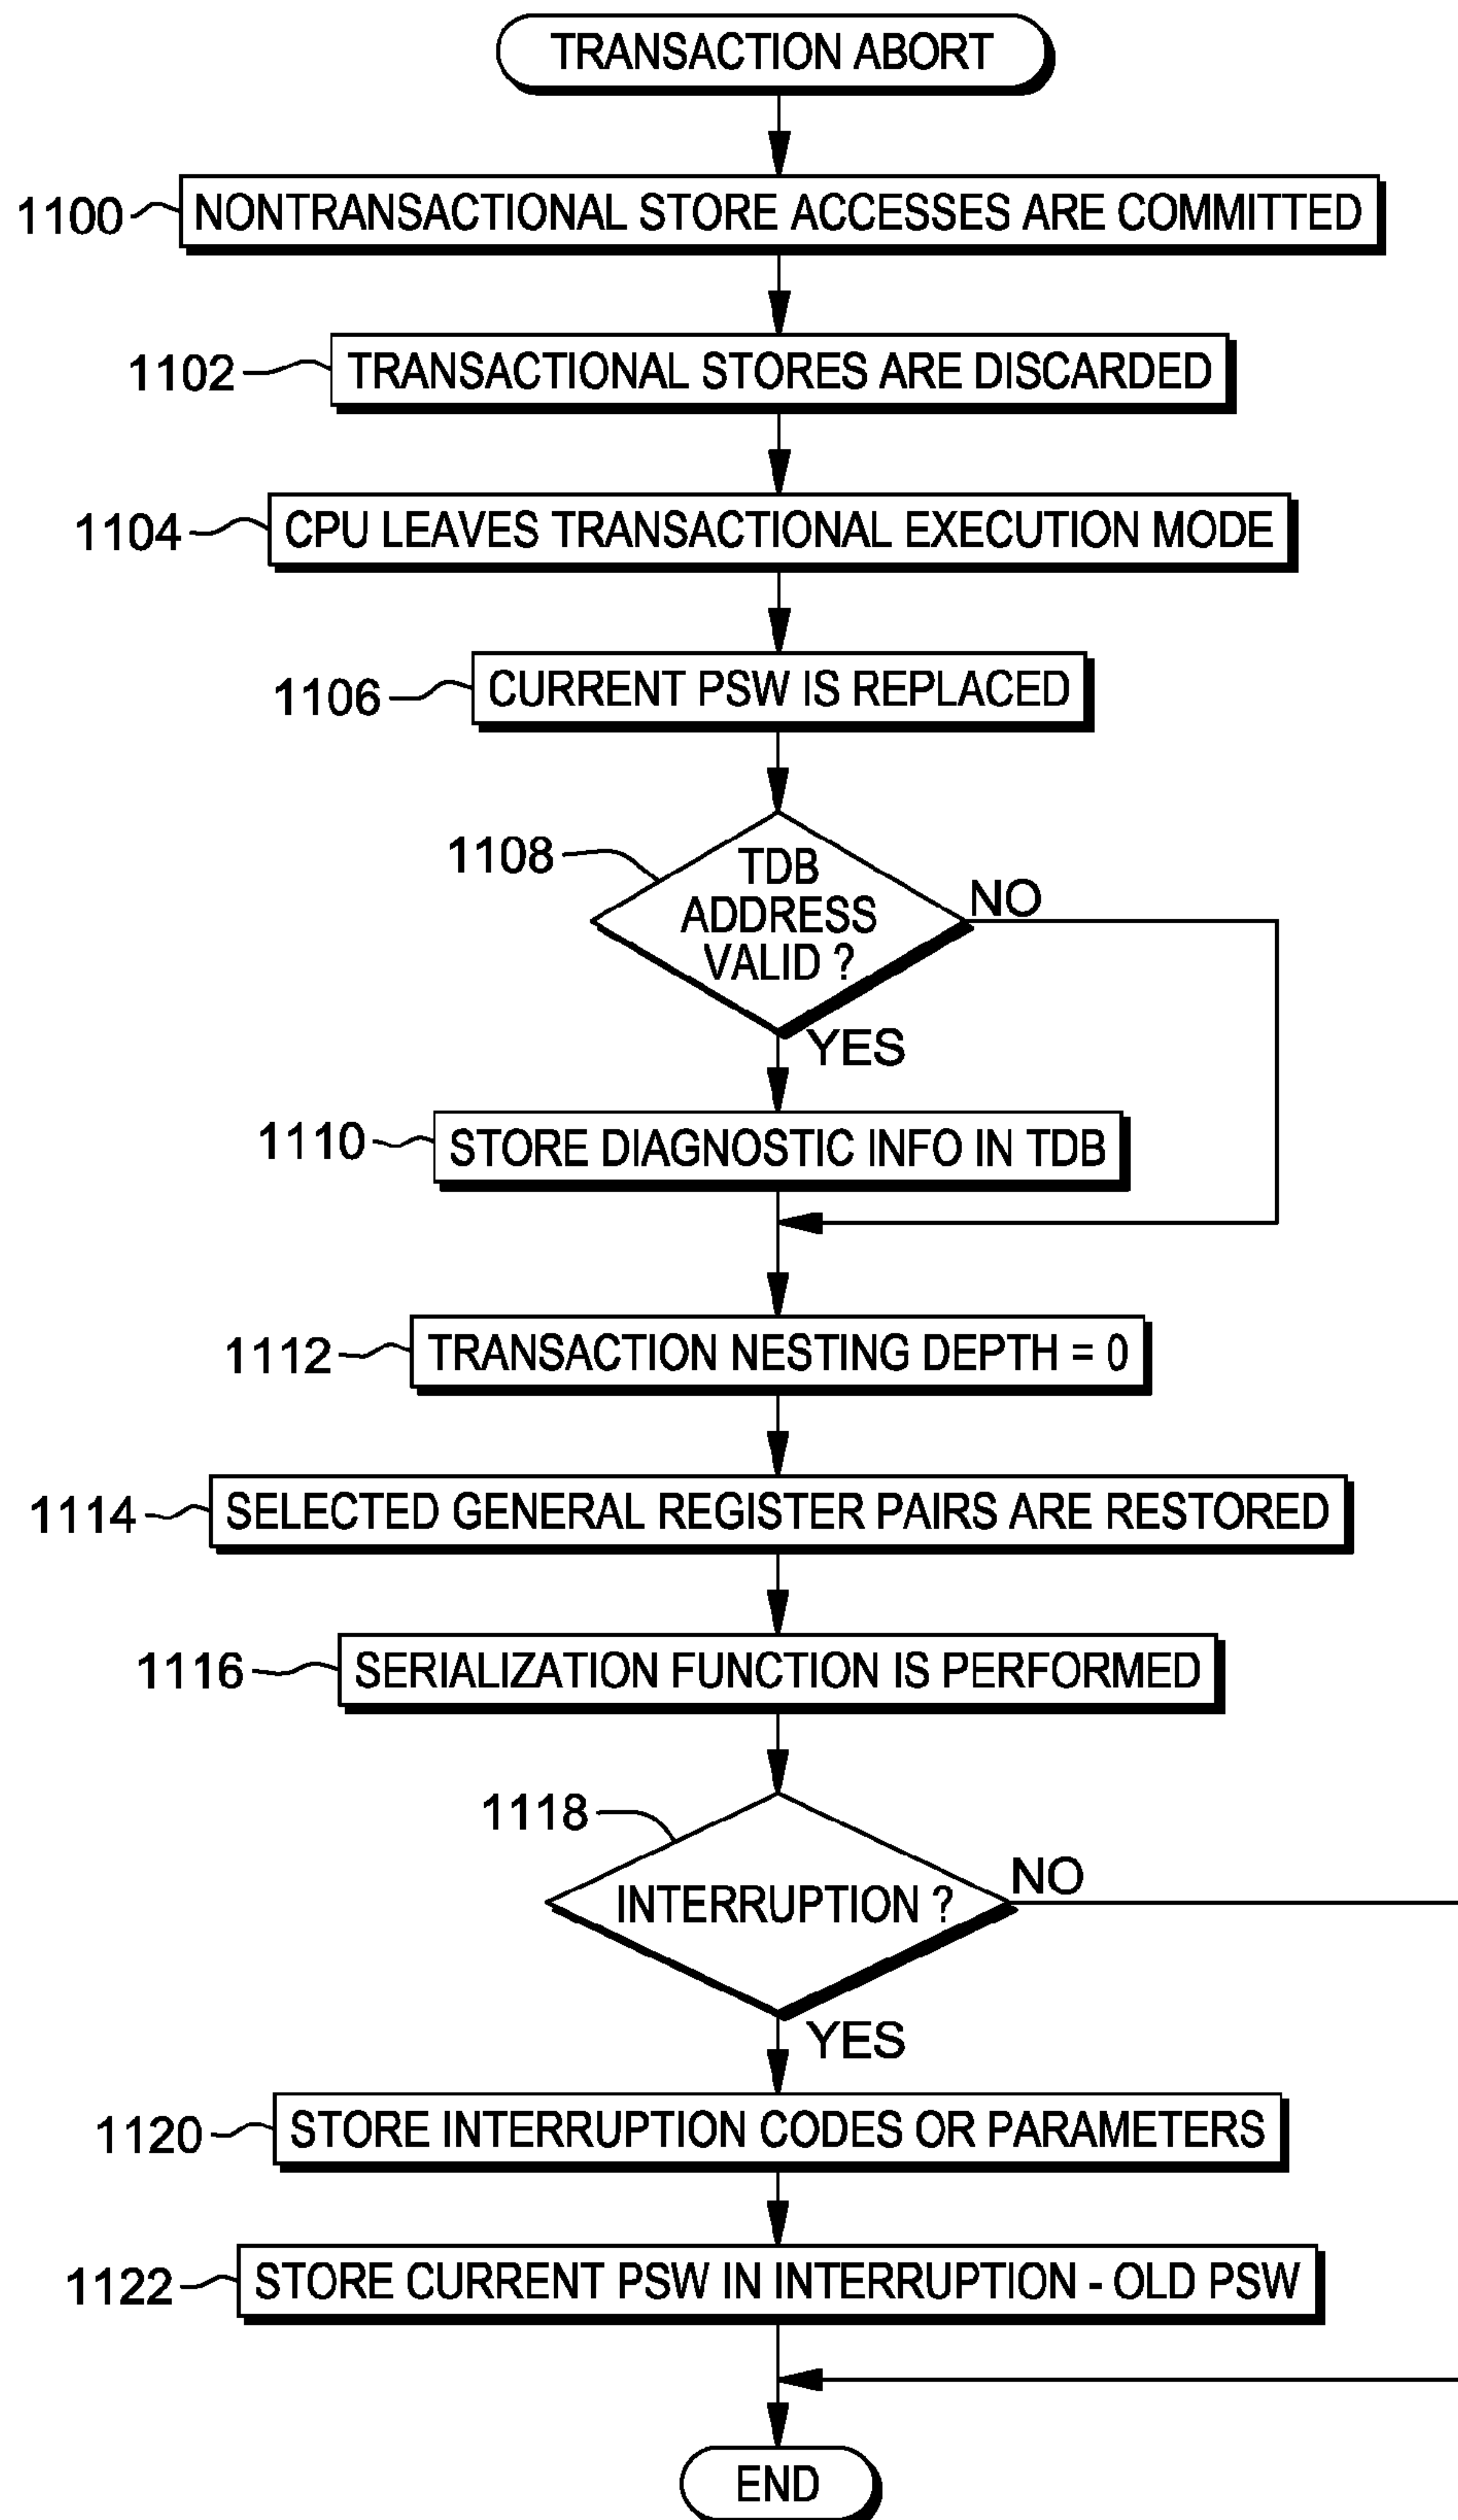 TRANSACTION ABORT
1100 NONTRANSACTIONAL STORE ACCESSES ARE COMMITTED
1102 TRANSACTIONAL STORES ARE DISCARDED
1104 CPU LEAVES TRANSACTIONAL EXECUTION MODE
1106 CURRENT PSW IS REPLACED
1108
TDB
ADDRESS
VALID ?
NO
YES
1110 STORE DIAGNOSTIC INFO IN TDB
1112 TRANSACTION NESTING DEPTH = 0
1114 SELECTED GENERAL REGISTER PAIRS ARE RESTORED
1116 SERIALIZATION FUNCTION IS PERFORMED
1118
INTERRUPTION ?
NO
YES
1120 STORE INTERRUPTION CODES OR PARAMETERS
1122 STORE CURRENT PSW IN INTERRUPTION - OLD PSW
END